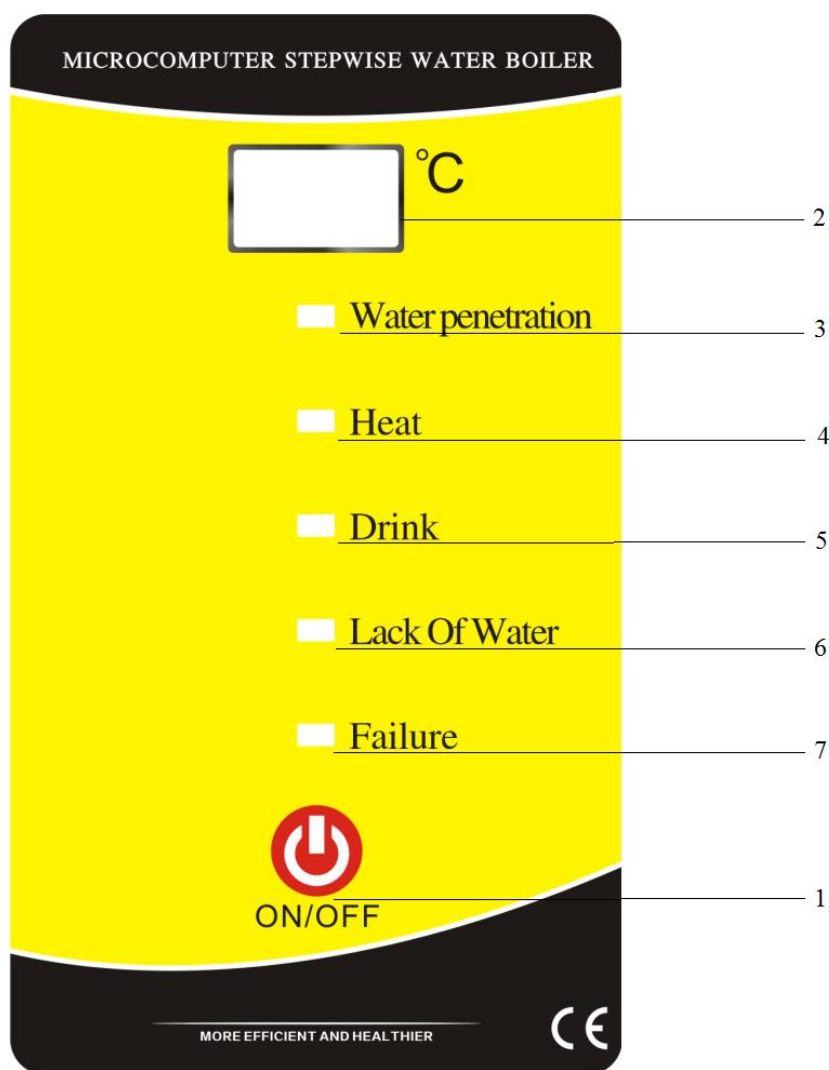 MICROCOMPUTER STEPWISE WATER BOILER
°C
2
Water penetration
3
Heat
4
Drink
5
Lack Of Water
6
Failure
7
1
ON/OFF
MORE EFFICIENT AND HEALTHIER
CE